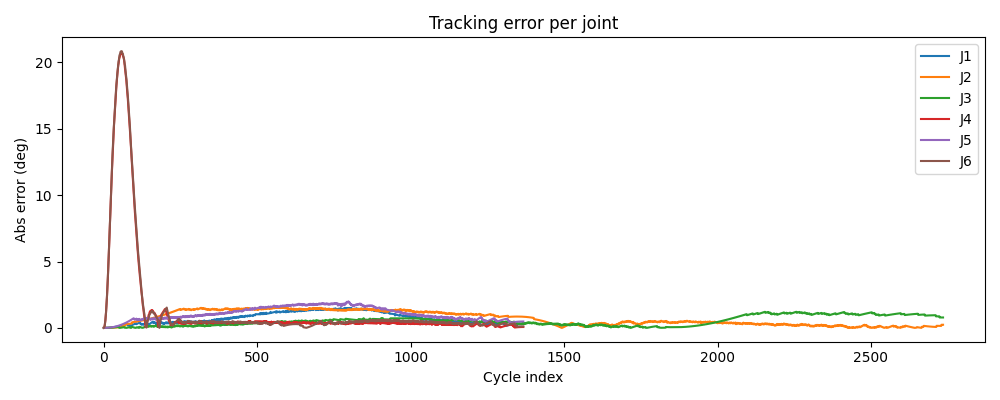 Tracking error per joint
Abs error (deg)
20
15
10
5
0
0 500 1000 1500 2000 2500
Cycle index
J1
J2
J3
J4
J5
J6